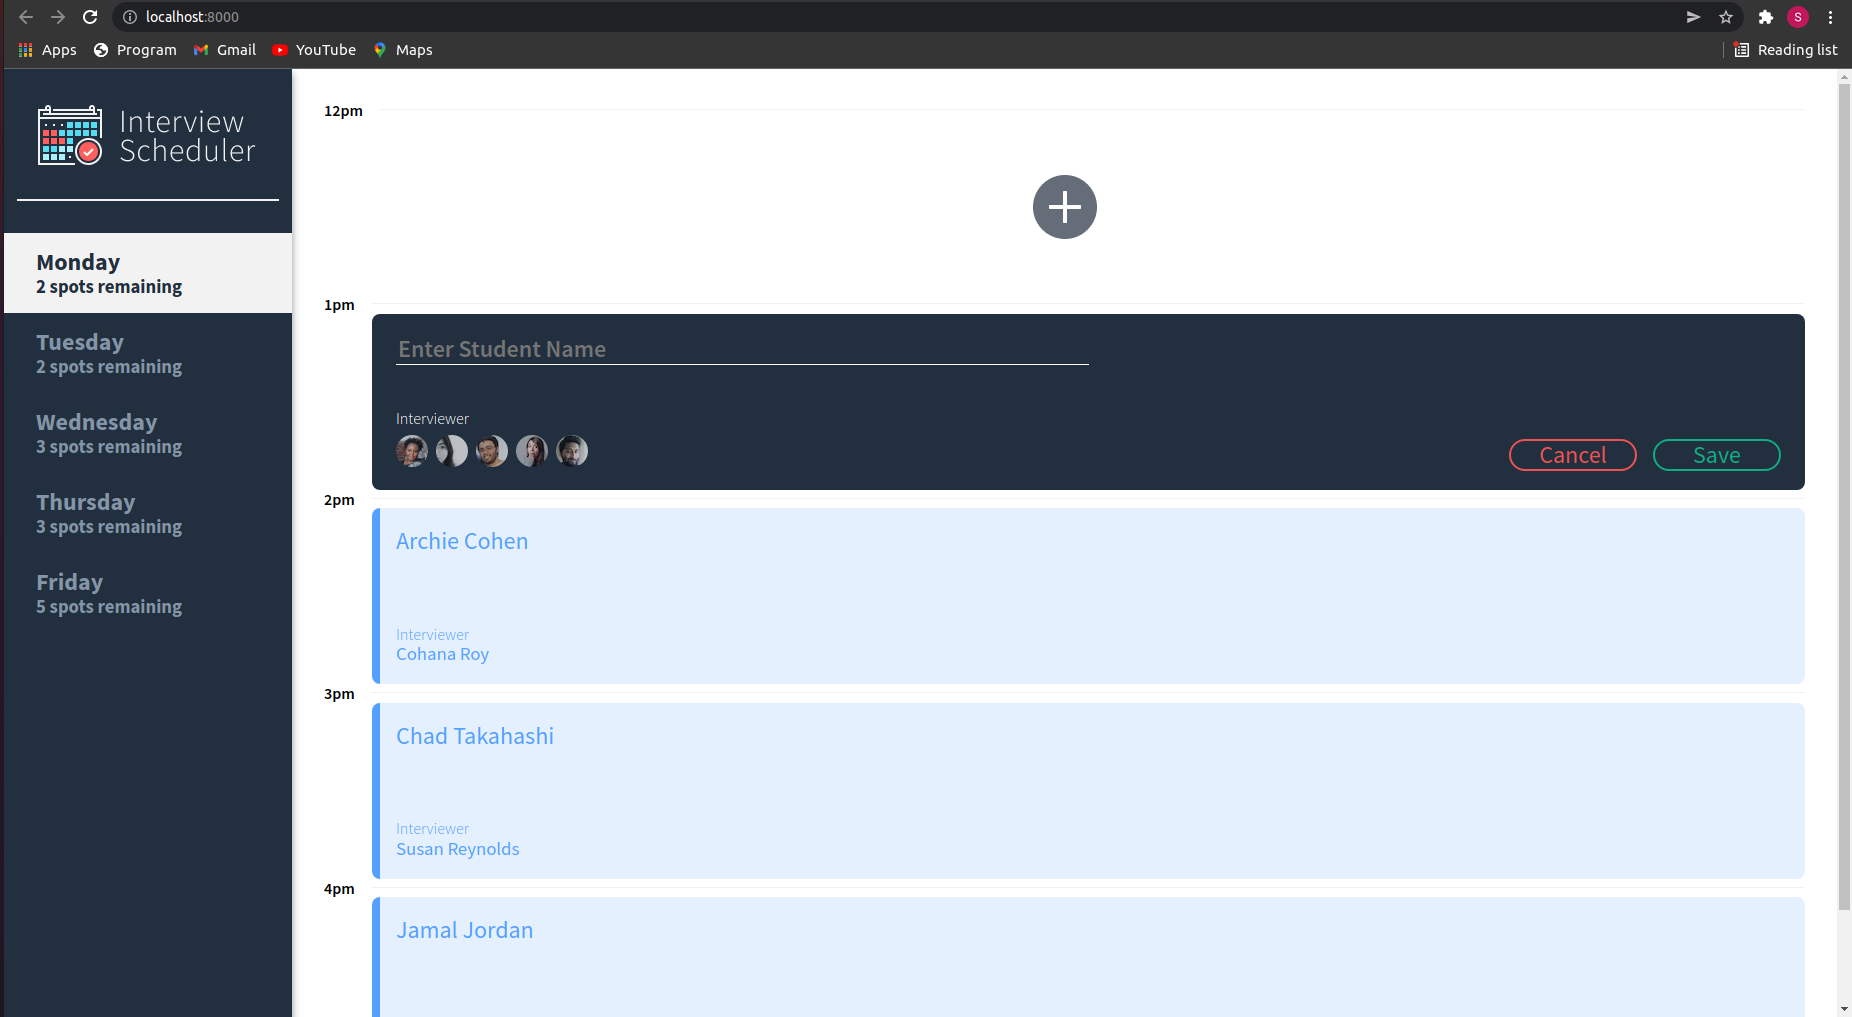 localhost:8000
S
Apps
Program
Gmail
YouTube
Maps
Reading list
Interview
Scheduler
Monday
2 spots remaining
Tuesday
2 spots remaining
Wednesday
3 spots remaining
Thursday
3 spots remaining
Friday
5 spots remaining
12pm
1pm
Enter Student Name
Interviewer
Cancel
Save
2pm
Archie Cohen
Interviewer
Cohana Roy
3pm
Chad Takahashi
Interviewer
Susan Reynolds
4pm
Jamal Jordan